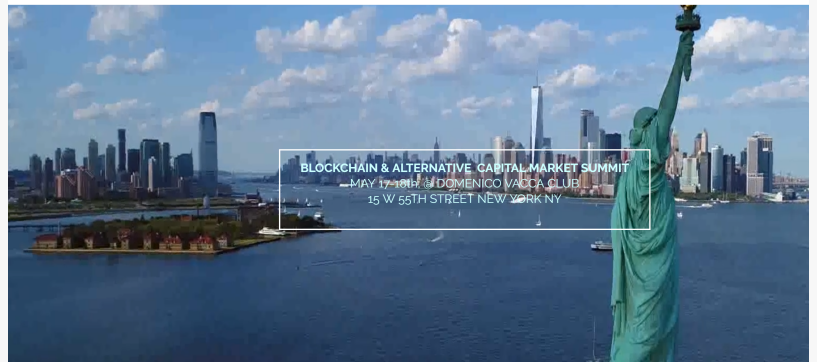 BLOCKCHAIN & ALTERNATIVE CAPITAL MARKET SUMMIT
MAY 17-18th @ DOMENICO VACCA CLUB
15 W 55TH STREET NEW YORK NY